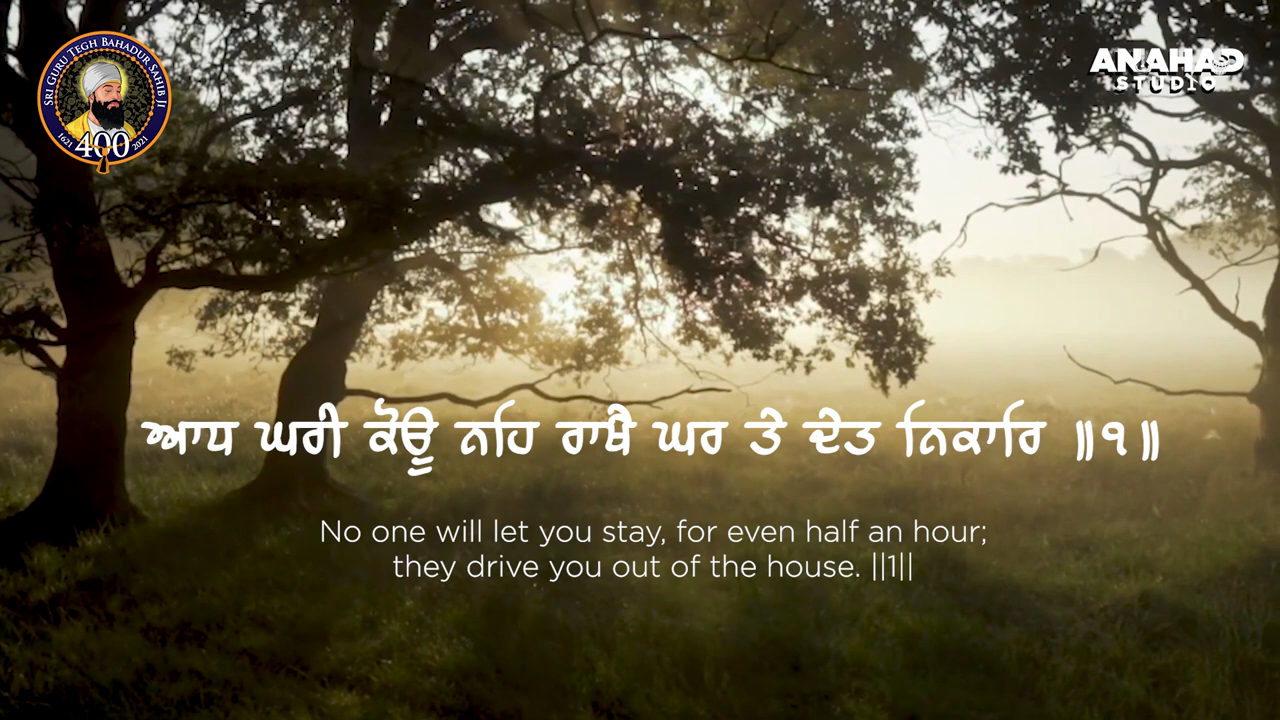 SRI GURU TEGH BAHADUR SAHIB JI
1621 400 2021
ANAHAD
STUDIO
ਆਧ ਘਰੀ ਕੋਊ ਨਹਿ ਰਾਖੈ ਘਰ ਤੇ ਦੇਤ ਨਿਕਾਰਿ ॥੧॥
No one will let you stay, for even half an hour;
they drive you out of the house. ||1||